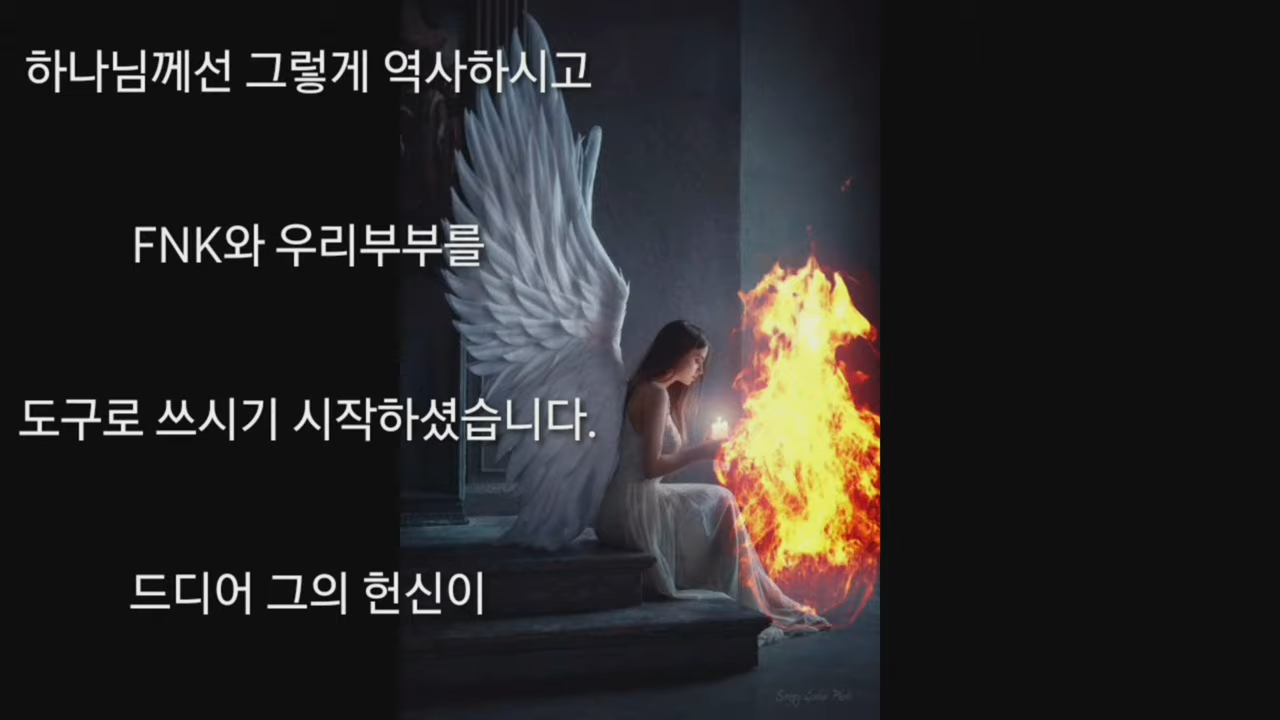 하나님께선 그렇게 역사하시고
FNK와 우리부부를
도구로 쓰시기 시작하셨습니다.
드디어 그의 헌신이